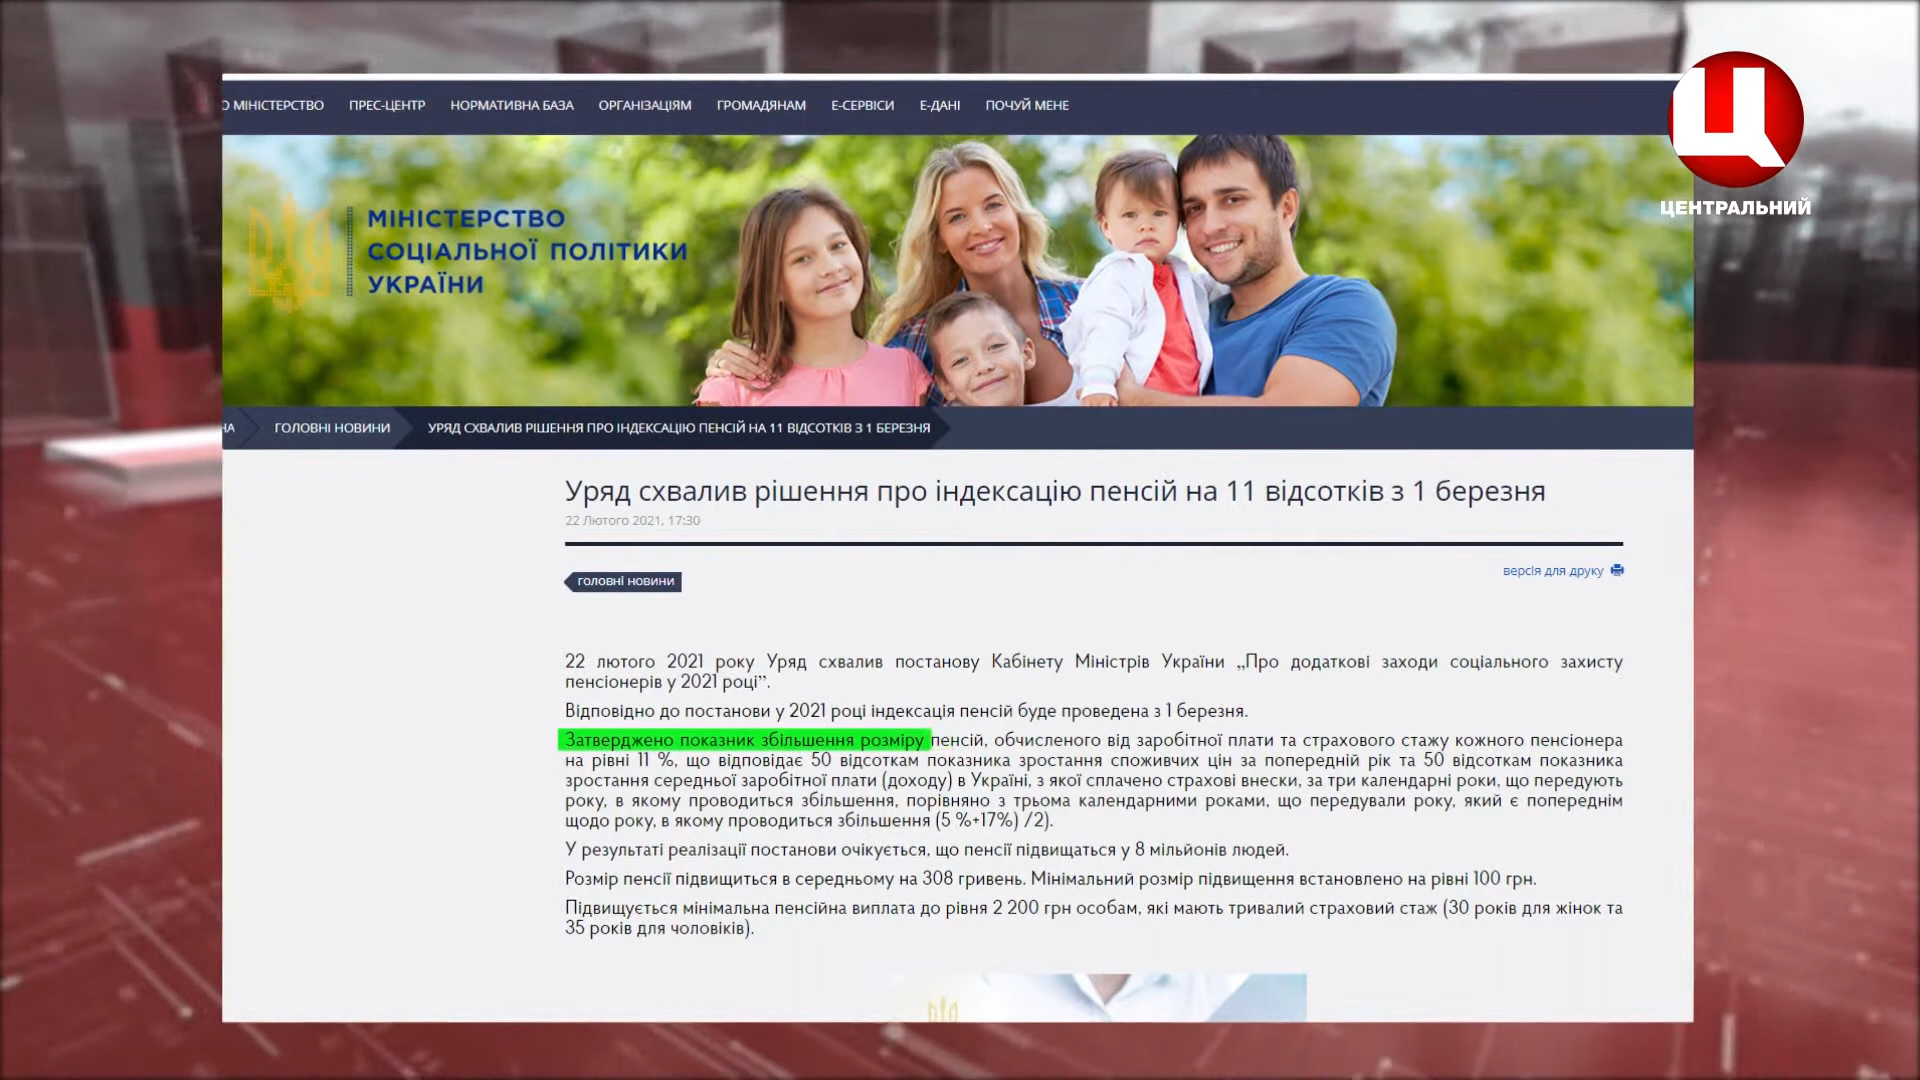 О МІНІСТЕРСТВО ПРЕС-ЦЕНТР НОРМАТИВНА БАЗА ОРГАНІЗАЦІЯМ ГРОМАДЯНАМ Е-СЕРВІСИ Е-ДАНІ ПОЧУЙ МЕНЕ
Ц
ЦЕНТРАЛЬНИЙ
МІНІСТЕРСТВО
СОЦІАЛЬНОЇ ПОЛІТИКИ
УКРАЇНИ
НА ГОЛОВНІ НОВИНИ УРЯД СХВАЛИВ РІШЕННЯ ПРО ІНДЕКСАЦІЮ ПЕНСІЙ НА 11 ВІДСОТКІВ З 1 БЕРЕЗНЯ
Уряд схвалив рішення про індексацію пенсій на 11 відсотків з 1 березня
22 Лютого 2021, 17:30
версія для друку
головні новини
22 лютого 2021 року Уряд схвалив постанову Кабінету Міністрів України „Про додаткові заходи соціального захисту
пенсіонерів у 2021 році”.
Відповідно до постанови у 2021 році індексація пенсій буде проведена з 1 березня.
Затверджено показник збільшення розміру пенсій, обчисленого від заробітної плати та страхового стажу кожного пенсіонера
на рівні 11 %, що відповідає 50 відсоткам показника зростання споживчих цін за попередній рік та 50 відсоткам показника
зростання середньої заробітної плати (доходу) в Україні, з якої сплачено страхові внески, за три календарні роки, що передують
року, в якому проводиться збільшення, порівняно з трьома календарними роками, що передували року, який є попереднім
щодо року, в якому проводиться збільшення (5 %+17%) /2).
У результаті реалізації постанови очікується, що пенсії підвищаться у 8 мільйонів людей.
Розмір пенсії підвищиться в середньому на 308 гривень. Мінімальний розмір підвищення встановлено на рівні 100 грн.
Підвищується мінімальна пенсійна виплата до рівня 2 200 грн особам, які мають тривалий страховий стаж (30 років для жінок та
35 років для чоловіків).